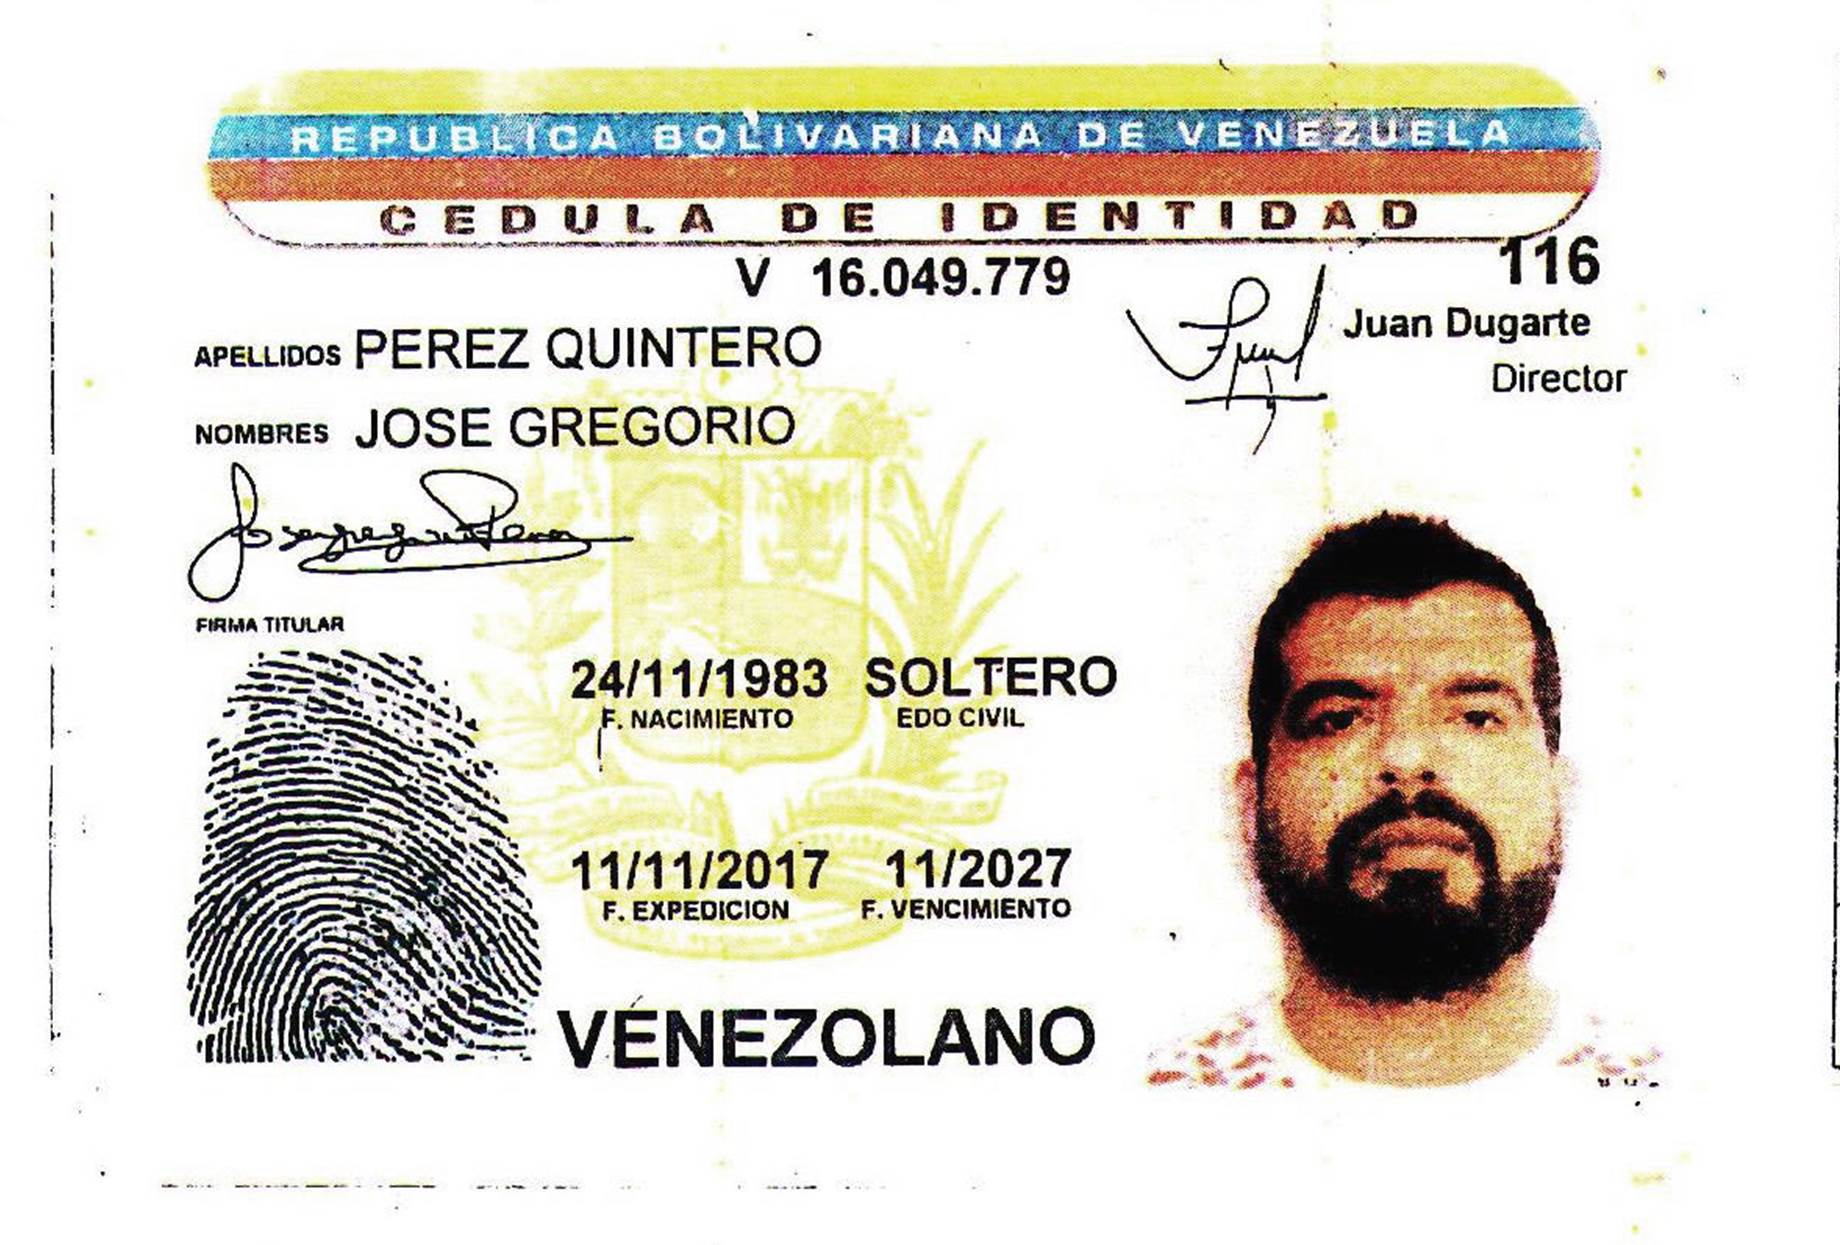 REPUBLICA BOLIVARIANA DE VENEZUELA
CEDULA DE IDENTIDAD
V 16.049.779
116
Juan Dugarte
Director
APELLIDOS PEREZ QUINTERO
NOMBRES JOSE GREGORIO
FIRMA TITULAR
24/11/1983 SOLTERO
F. NACIMIENTO EDO CIVIL
11/11/2017 11/2027
F. EXPEDICION F. VENCIMIENTO
VENEZOLANO